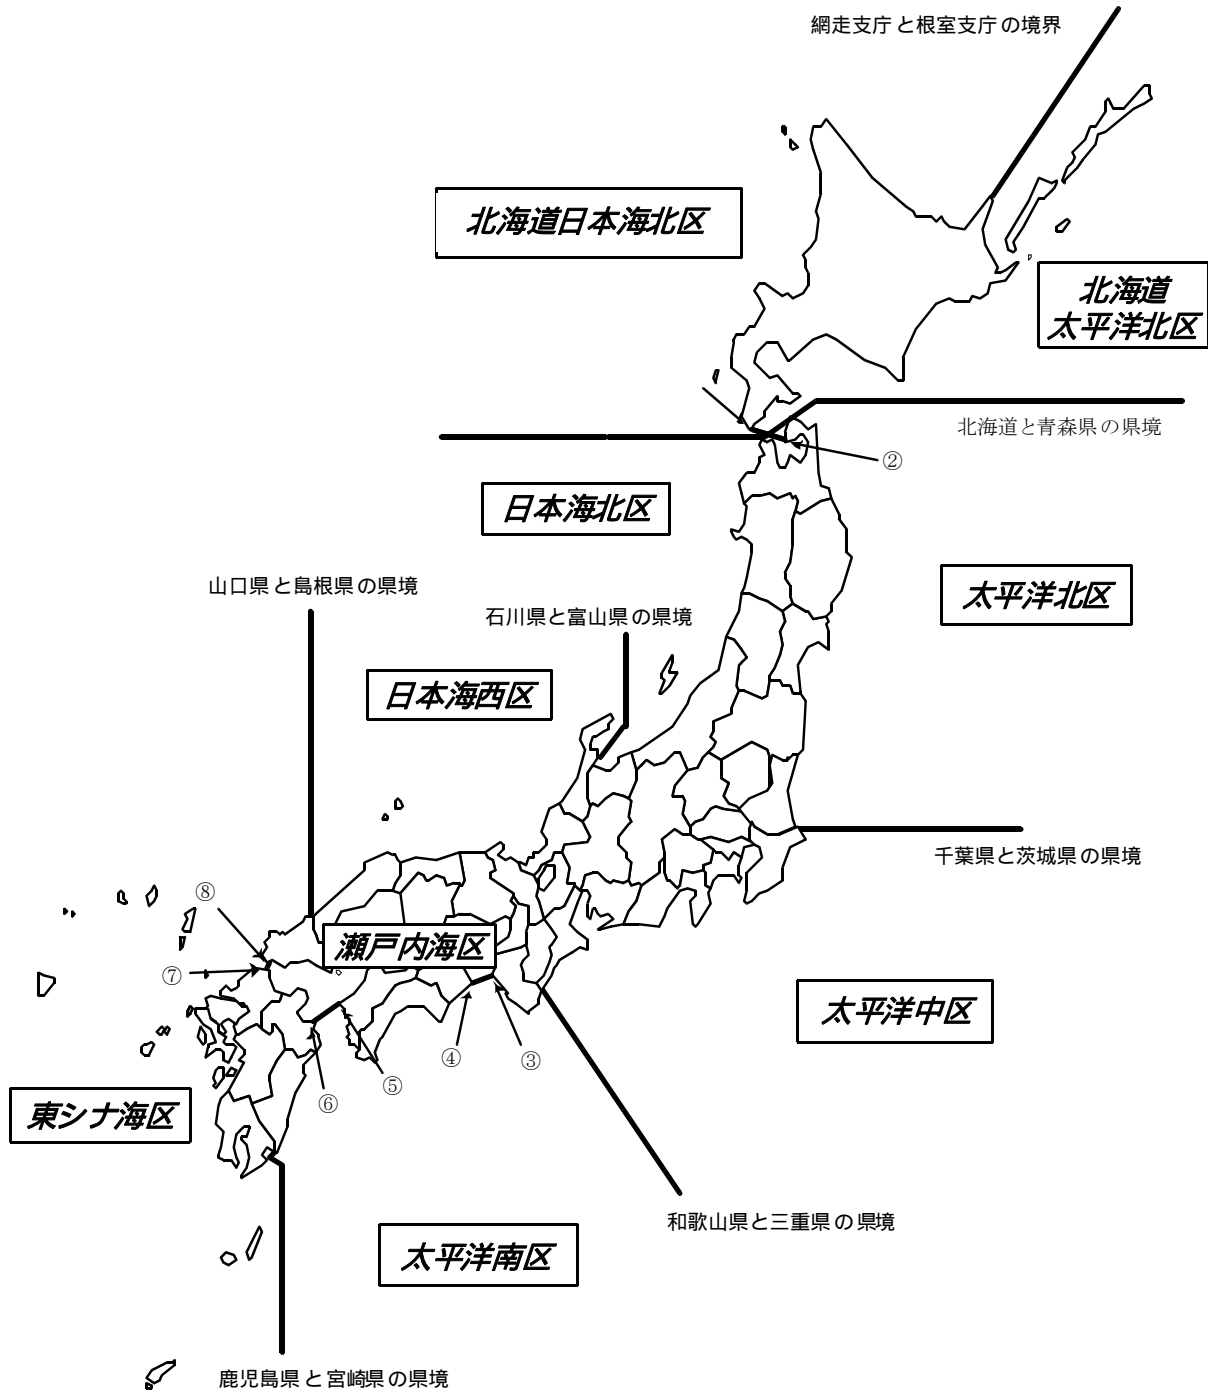 網走支庁と根室支庁の境界
北海道日本海北区
北海道
太平洋北区
北海道と青森県の県境
②
日本海北区
山口県と島根県の県境
太平洋北区
石川県と富山県の県境
日本海西区
千葉県と茨城県の県境
⑧
瀬戸内海区
⑦
太平洋中区
④
③
⑤
⑥
東シナ海区
和歌山県と三重県の県境
太平洋南区
鹿児島県と宮崎県の県境